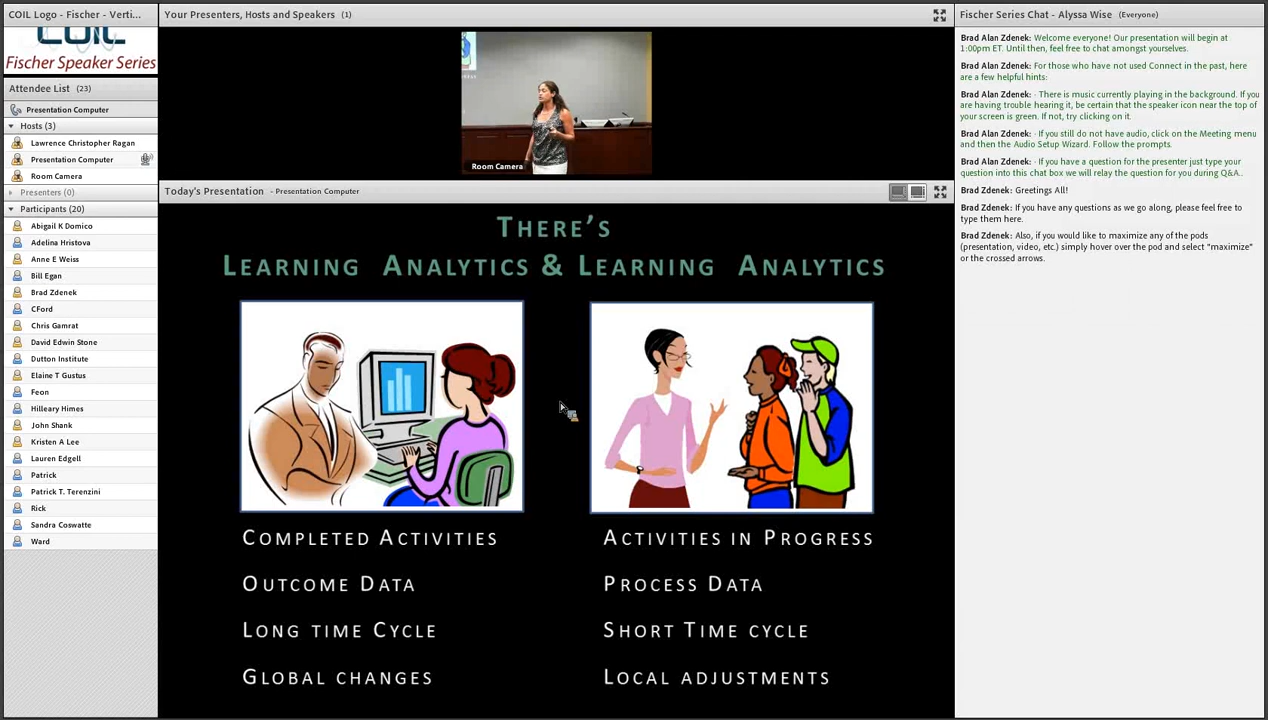 COIL Logo - Fischer - Verti...
COIL
Fischer Speaker Series
Attendee List (23)
Presentation Computer
Hosts (3)
Lawrence Christopher Ragan
Presentation Computer
Room Camera
Presenters (0)
Participants (20)
Abigail K Domico
Adelina Hristova
Anne E Weiss
Bill Egan
Brad Zdenek
CFord
Chris Gamrat
David Edwin Stone
Dutton Institute
Elaine T Gustus
Feon
Hilleary Himes
John Shank
Kristen A Lee
Lauren Edgell
Patrick
Patrick T. Terenzini
Rick
Sandra Coswatte
Ward
Your Presenters, Hosts and Speakers (1)
Room Camera
Today's Presentation - Presentation Computer
THERE'S
LEARNING ANALYTICS & LEARNING ANALYTICS
COMPLETED ACTIVITIES
OUTCOME DATA
LONG TIME CYCLE
GLOBAL CHANGES
ACTIVITIES IN PROGRESS
PROCESS DATA
SHORT TIME CYCLE
LOCAL ADJUSTMENTS
Fischer Series Chat - Alyssa Wise (Everyone)
Brad Alan Zdenek: Welcome everyone! Our presentation will begin at
1:00pm ET. Until then, feel free to chat amongst yourselves.
Brad Alan Zdenek: For those who have not used Connect in the past, here
are a few helpful hints:
Brad Alan Zdenek: · There is music currently playing in the background. If you
are having trouble hearing it, be certain that the speaker icon near the top of
your screen is green. If not, try clicking on it.
Brad Alan Zdenek: · If you still do not have audio, click on the Meeting menu
and then the Audio Setup Wizard. Follow the prompts.
Brad Alan Zdenek: · If you have a question for the presenter just type your
question into this chat box we will relay the question for you during Q&A..
Brad Zdenek: Greetings All!
Brad Zdenek: If you have any questions as we go along, please feel free to
type them here.
Brad Zdenek: Also, if you would like to maximize any of the pods
(presentation, video, etc.) simply hover over the pod and select "maximize"
or the crossed arrows.